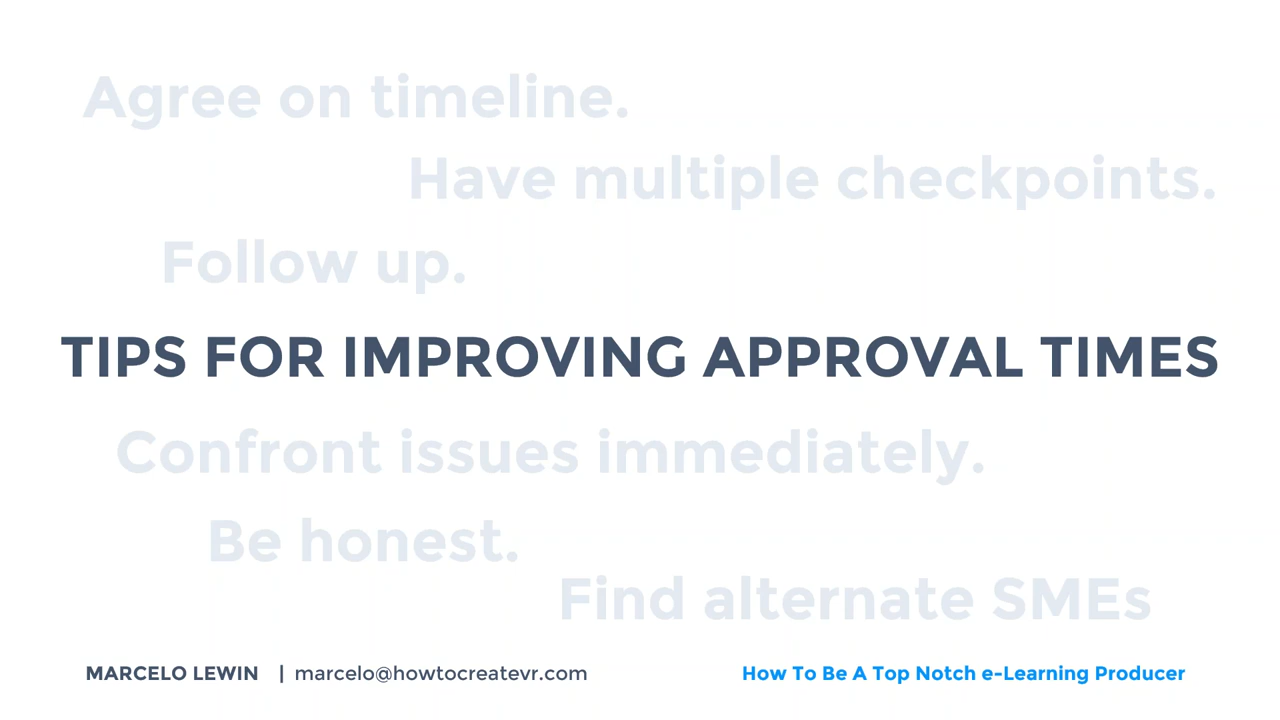 Agree on timeline.
Have multiple checkpoints.
Follow up.
TIPS FOR IMPROVING APPROVAL TIMES
Confront issues immediately.
Be honest.
Find alternate SMEs
MARCELO LEWIN | marcelo@howtocreatevr.com
How To Be A Top Notch e-Learning Producer